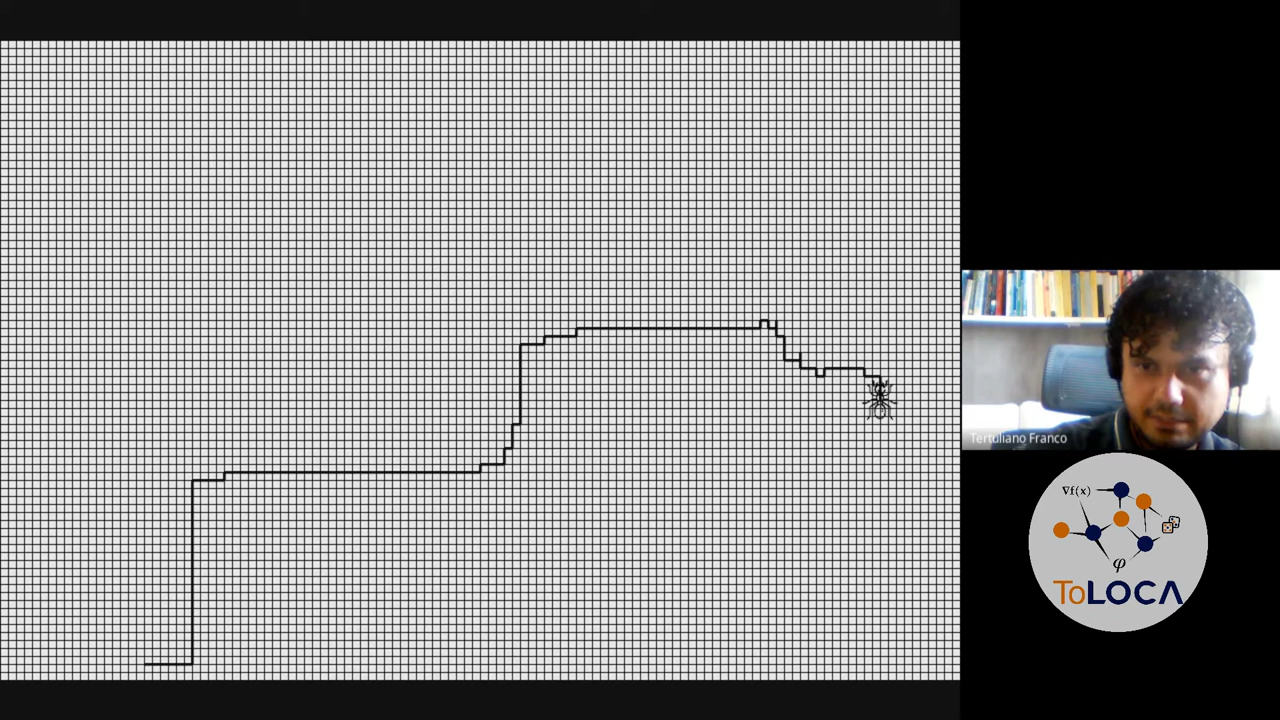 Tertuliano Franco
∇f(x)
φ
ToLOCA